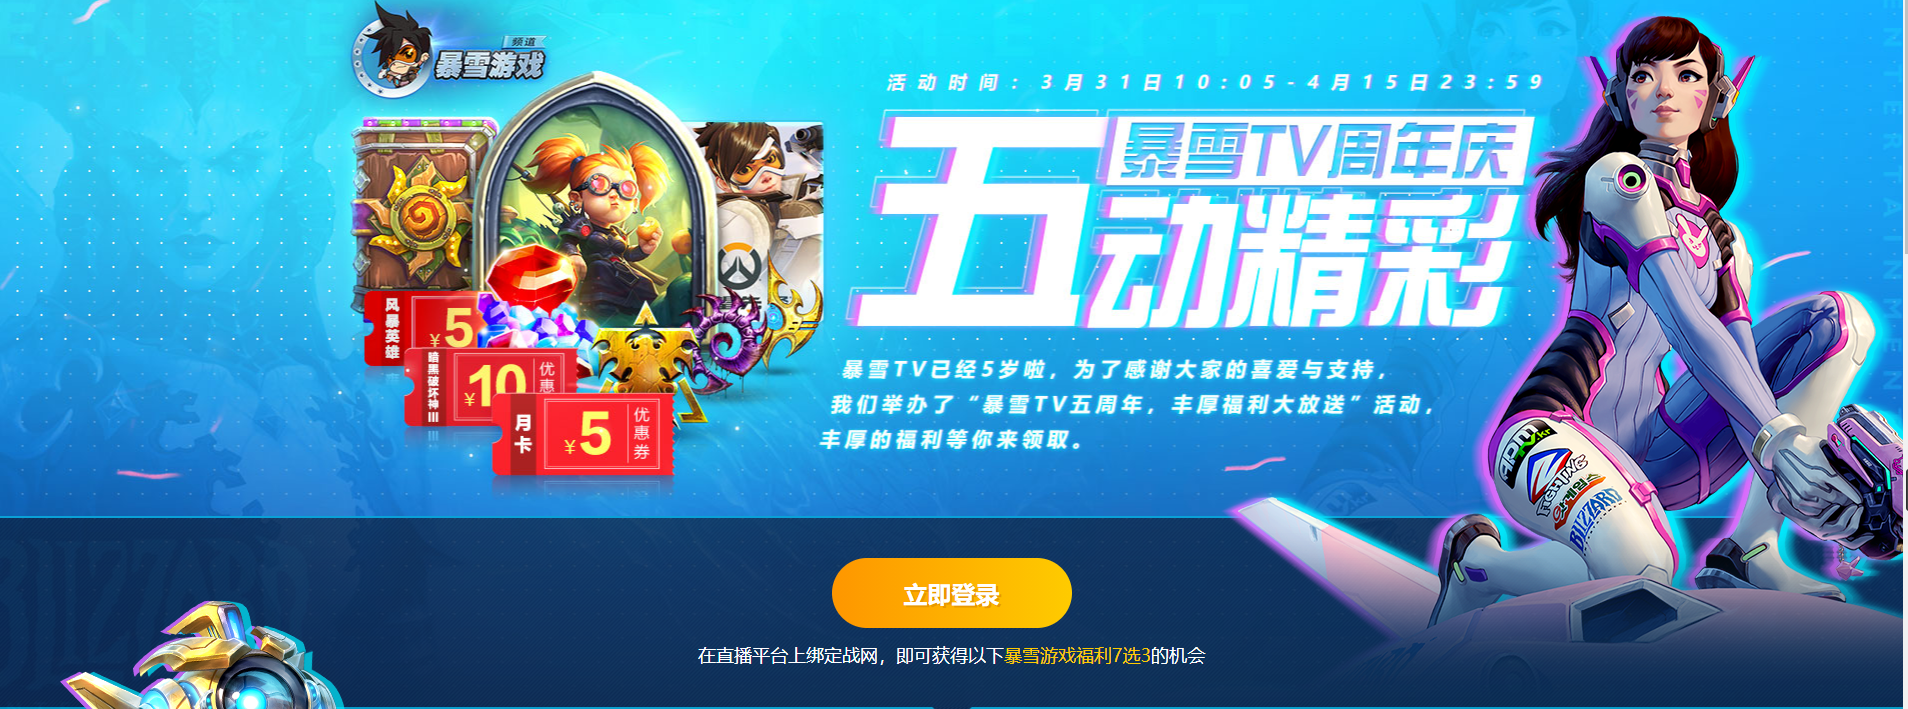 频道
暴雪游戏
活动时间：3月31日10:05-4月15日23:59
暴雪TV周年庆
五动精彩
风暴英雄
¥5
暗黑破坏神III
¥10
优惠
月卡
¥5
优惠券
暴雪TV已经5岁啦，为了感谢大家的喜爱与支持，
我们举办了“暴雪TV五周年，丰厚福利大放送”活动，
丰厚的福利等你来领取。
FIGHTING
BLIZZARD
立即登录
在直播平台上绑定战网，即可获得以下暴雪游戏福利7选3的机会